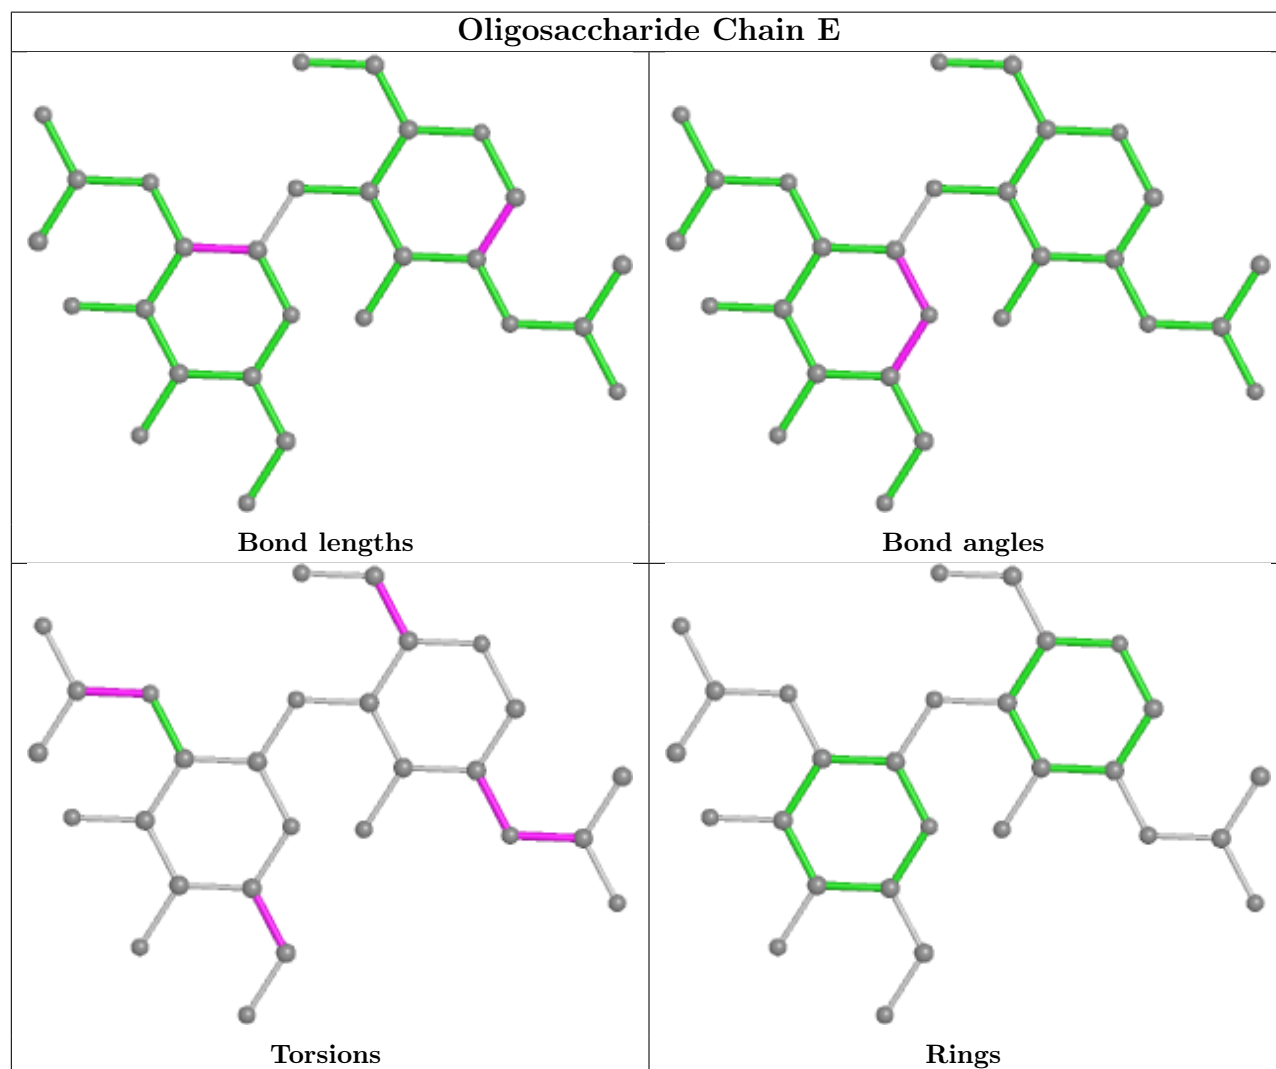 Oligosaccharide Chain E
Bond lengths
Bond angles
Torsions
Rings